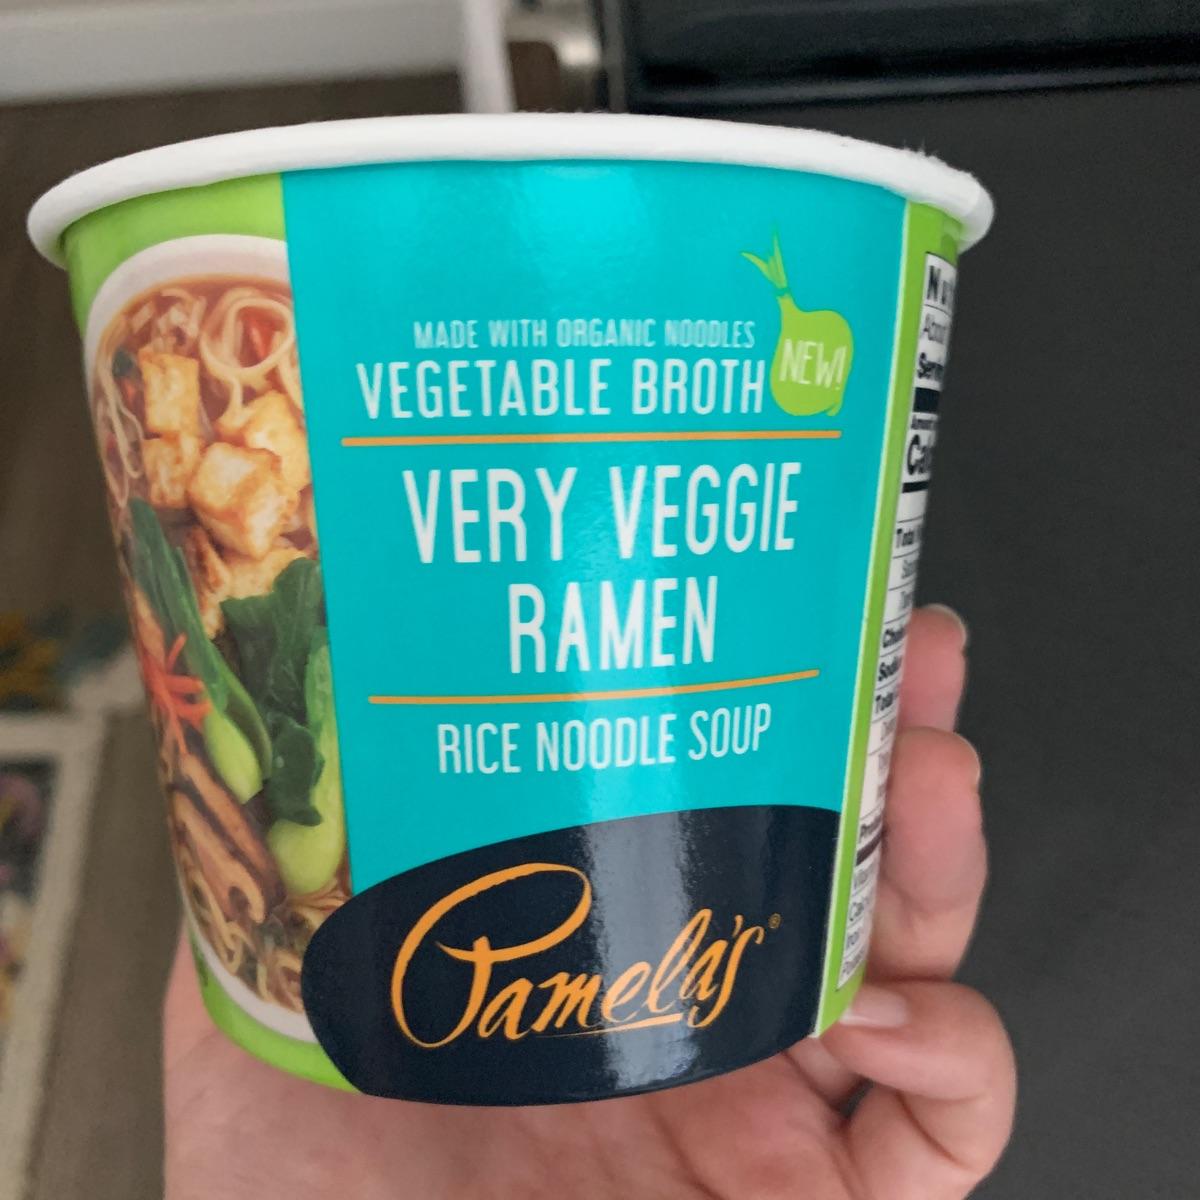 MADE WITH ORGANIC NOODLES
VEGETABLE BROTH
NEW!
VERY VEGGIE
RAMEN
RICE NOODLE SOUP
Pamela's®